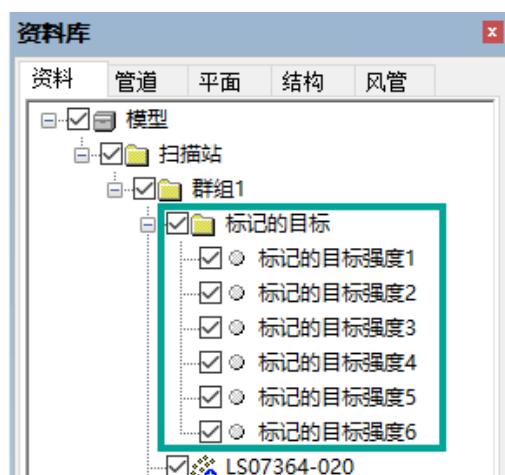 资料库
资料 管道 平面 结构 风管
模型
扫描站
群组1
标记的目标
标记的目标强度1
标记的目标强度2
标记的目标强度3
标记的目标强度4
标记的目标强度5
标记的目标强度6
LS07364-020